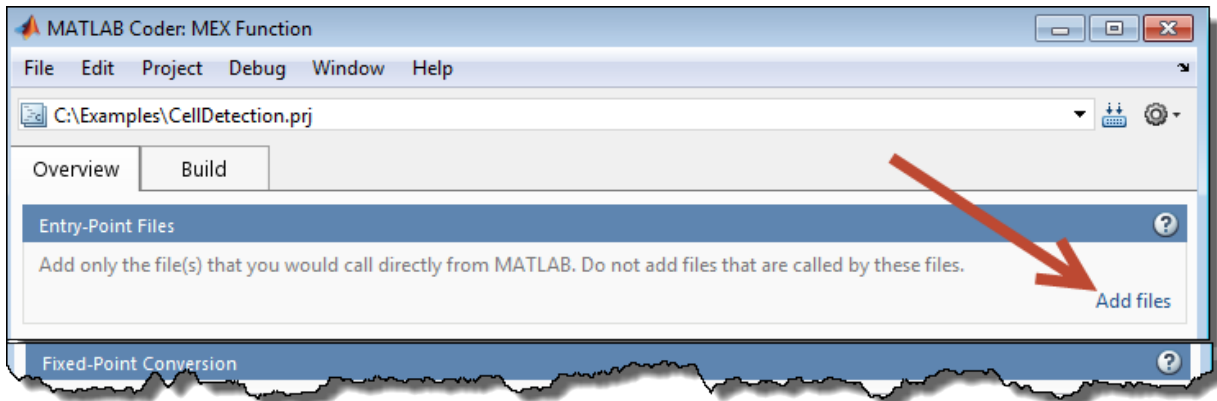 MATLAB Coder: MEX Function
File Edit Project Debug Window Help
C:\Examples\CellDetection.prj
Overview Build
Entry-Point Files
Add only the file(s) that you would call directly from MATLAB. Do not add files that are called by these files.
Add files
Fixed-Point Conversion